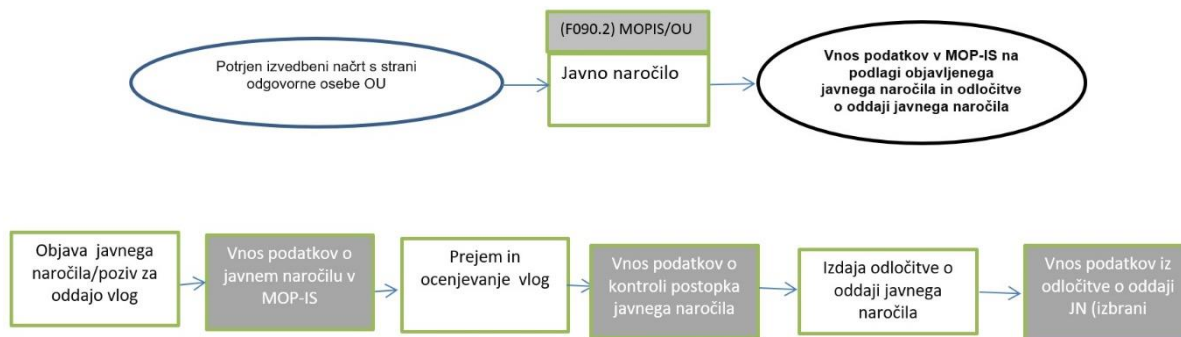 Potrjen izvedbeni načrt s strani
odgovorne osebe OU
(F090.2) MOPIS/OU
Javno naročilo
Vnos podatkov v MOP-IS na
podlagi objavljenega
javnega naročila in odločitve
o oddaji javnega naročila
Objava javnega
naročila/poziv za
oddajo vlog
Vnos podatkov o
javnem naročilu v
MOP-IS
Prejem in
ocenjevanje vlog
Vnos podatkov o
kontroli postopka
javnega naročila
Izdaja odločitve o
oddaji javnega
naročila
Vnos podatkov iz
odločitve o oddaji
JN (izbrani